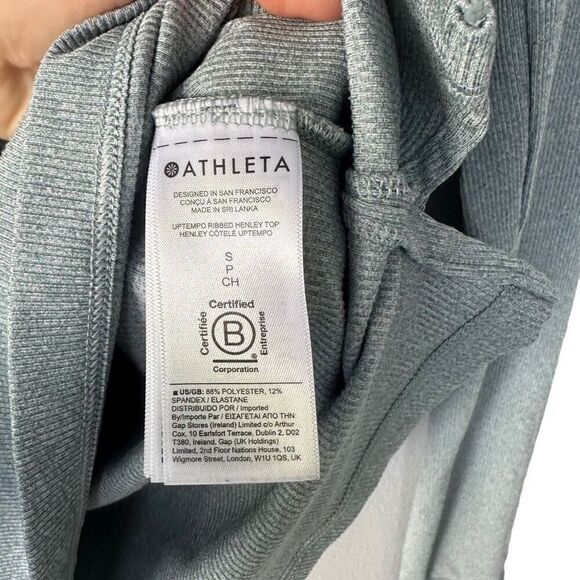 ATHLETA
DESIGNED IN SAN FRANCISCO
CONÇU À SAN FRANCISCO
MADE IN SRI LANKA
UPTEMPO RIBBED HENLEY TOP
HENLEY CÔTELÉ UPTEMPO
S
P
CH
Certified
Certifiée
B
Entreprise
Corporation
US/GB: 88% POLYESTER, 12%
SPANDEX / ELASTANE
DISTRIBUIDO POR / Imported
By/Importe Par / ΕΙΣΑΓΕΤΑΙ ΑΠΟ ΤΗΝ:
Gap Stores (Ireland) Limited c/o Arthur
Cox, 10 Earlsfort Terrace, Dublin 2, D02
T380, Ireland, Gap (UK Holdings)
Limited, 2nd Floor Nations House, 103
Wigmore Street, London, W1U 1QS, UK